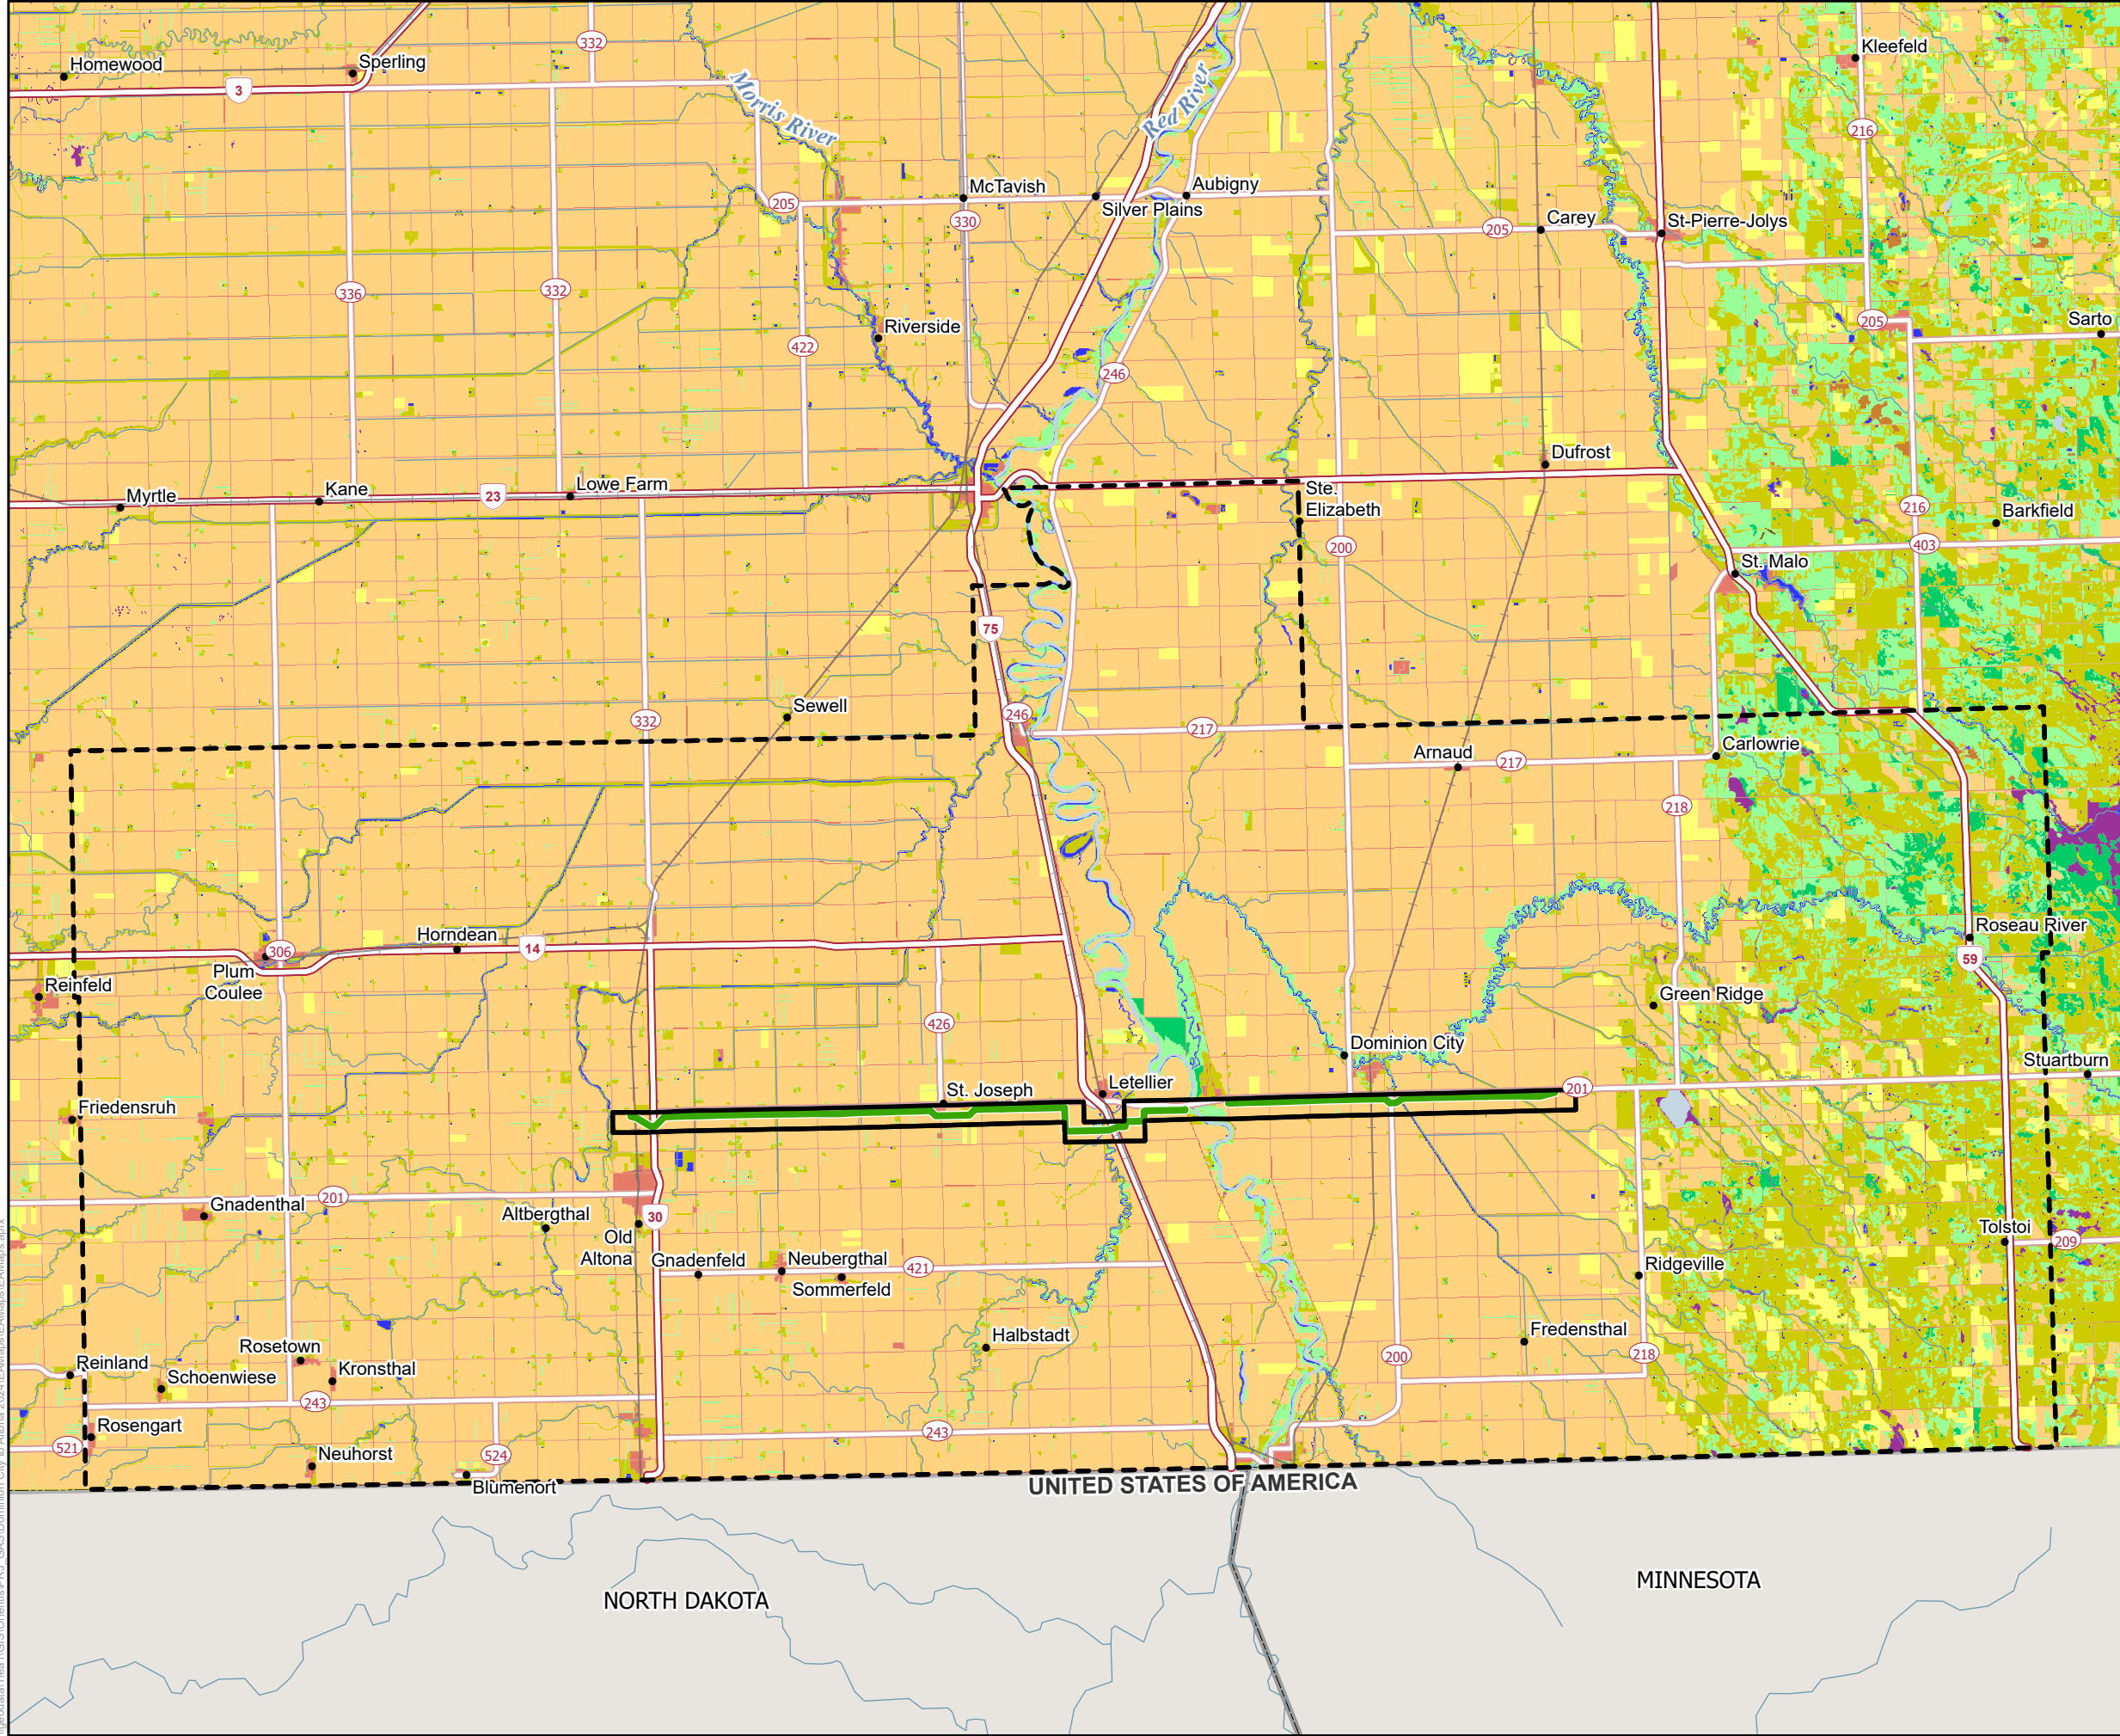 332
Kleefeld
Homewood
Sperling
3
Morris River
Red River
216
McTavish
Aubigny
205
330
Silver Plains
Carey
205
St-Pierre-Jolys
336
332
Riverside
422
246
205
Sarto
Dufrost
Myrtle
Kane
23
Lowe Farm
Ste.
Elizabeth
200
216
Barkfield
403
St. Malo
75
Sewell
332
246
217
Arnaud
217
Carlowrie
218
Horndean
14
306
Plum
Coulee
Reinfeld
Roseau River
59
Green Ridge
426
Dominion City
Stuartburn
Letellier
St. Joseph
201
Friedensruh
201
Gnadenthal
Altbergthal
30
Old
Altona
Gnadenfeld
Neubergthal
421
Sommerfeld
Tolstoi
209
Ridgeville
Halbstadt
Fredensthal
Rosetown
Reinland
Kronsthal
Schoenwiese
200
218
243
Rosengart
521
Neuhorst
524
243
Blumenort
UNITED STATES OF AMERICA
NORTH DAKOTA
MINNESOTA